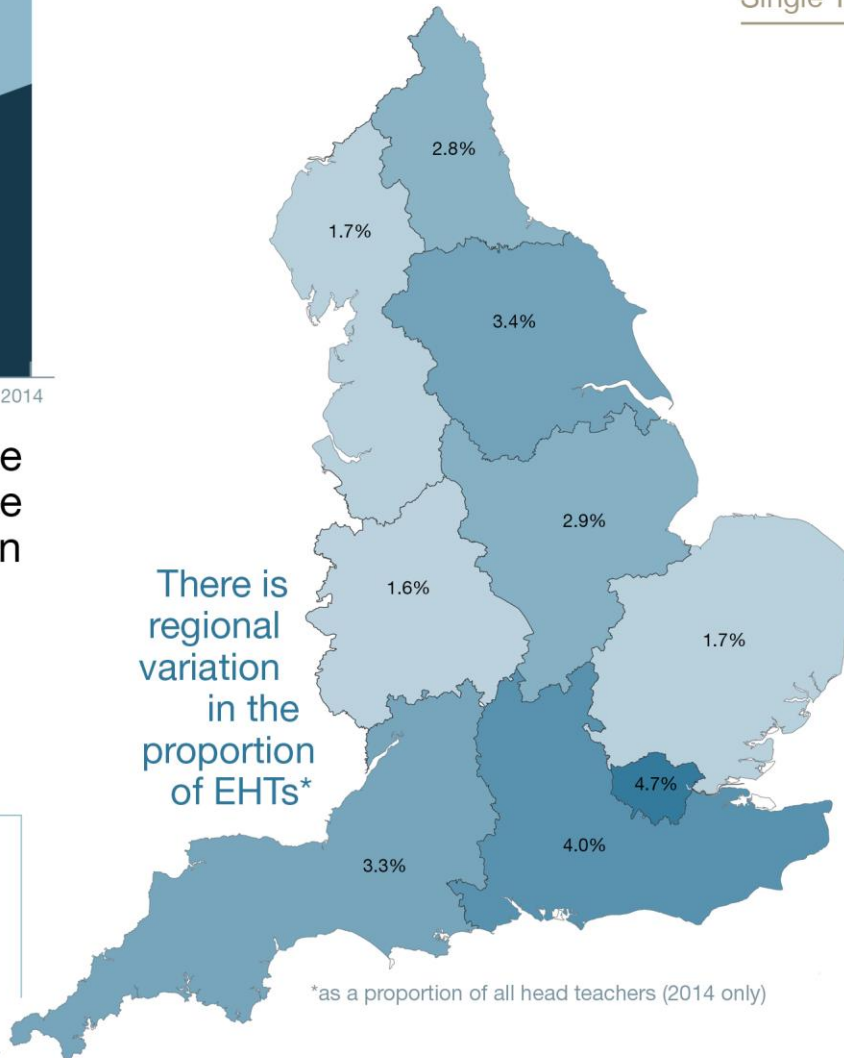 2.8%
1.7%
3.4%
2014
e
e
n
2.9%
There is
regional
variation
in the
proportion
of EHTs*
1.6%
1.7%
4.7%
4.0%
3.3%
*as a proportion of all head teachers (2014 only)